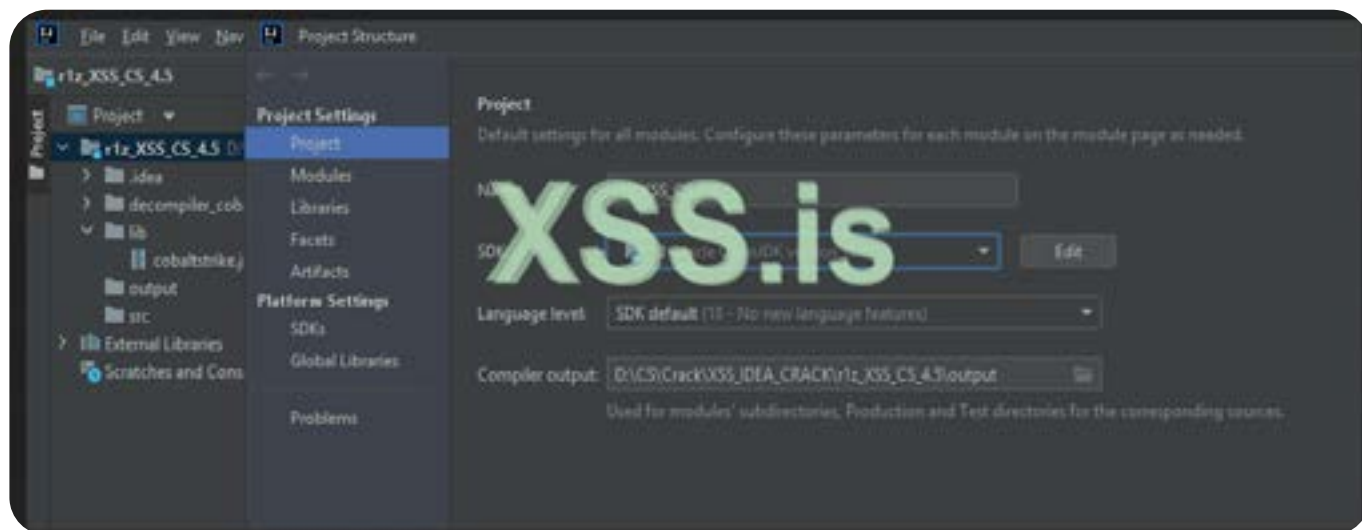 File Edit View Nav
Project Structure
r1z_XSS_CS_4.5
Project
Project
r1z_XSS_CS_4.5
.idea
decompiler_cob
lib
cobaltstrike.j
output
src
External Libraries
Scratches and Cons
Project Settings
Project
Modules
Libraries
Facets
Artifacts
Platform Settings
SDKs
Global Libraries
Problems
Project
Default settings for all modules. Configure these parameters for each module on the module page as needed.
XSS.is
Edit
Language level: SDK default (18 - No new language features)
Compiler output: D:\CS\Crack\XSS_IDEA_CRACK\r1z_XSS_CS_4.5\output
Used for modules' subdirectories, Production and Test directories for the corresponding sources.